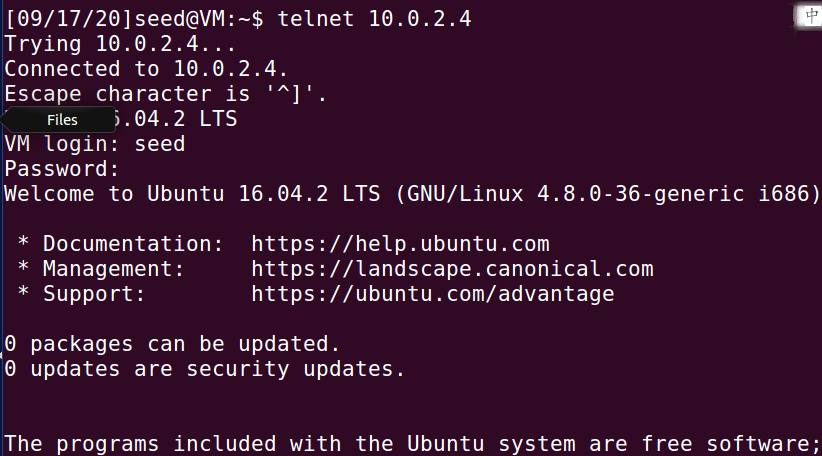 [09/17/20]seed@VM:~$ telnet 10.0.2.4
中
Trying 10.0.2.4...
Connected to 10.0.2.4.
Escape character is '^]'.
Files
.04.2 LTS
VM login: seed
Password:
Welcome to Ubuntu 16.04.2 LTS (GNU/Linux 4.8.0-36-generic i686)
* Documentation:  https://help.ubuntu.com
* Management:     https://landscape.canonical.com
* Support:        https://ubuntu.com/advantage
0 packages can be updated.
0 updates are security updates.
The programs included with the Ubuntu system are free software;